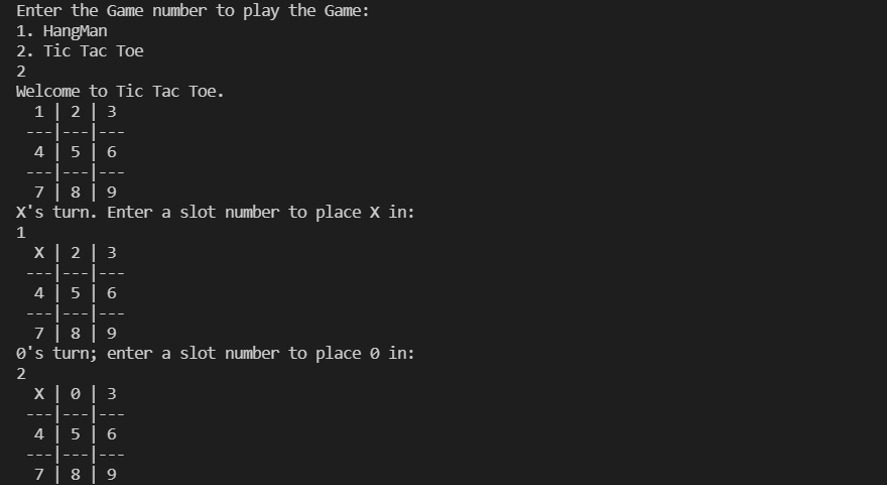 Enter the Game number to play the Game:
1. HangMan
2. Tic Tac Toe
2
Welcome to Tic Tac Toe.
  1 | 2 | 3
 ---|---|---
  4 | 5 | 6
 ---|---|---
  7 | 8 | 9
X's turn. Enter a slot number to place X in:
1
  X | 2 | 3
 ---|---|---
  4 | 5 | 6
 ---|---|---
  7 | 8 | 9
0's turn; enter a slot number to place 0 in:
2
  X | 0 | 3
 ---|---|---
  4 | 5 | 6
 ---|---|---
  7 | 8 | 9